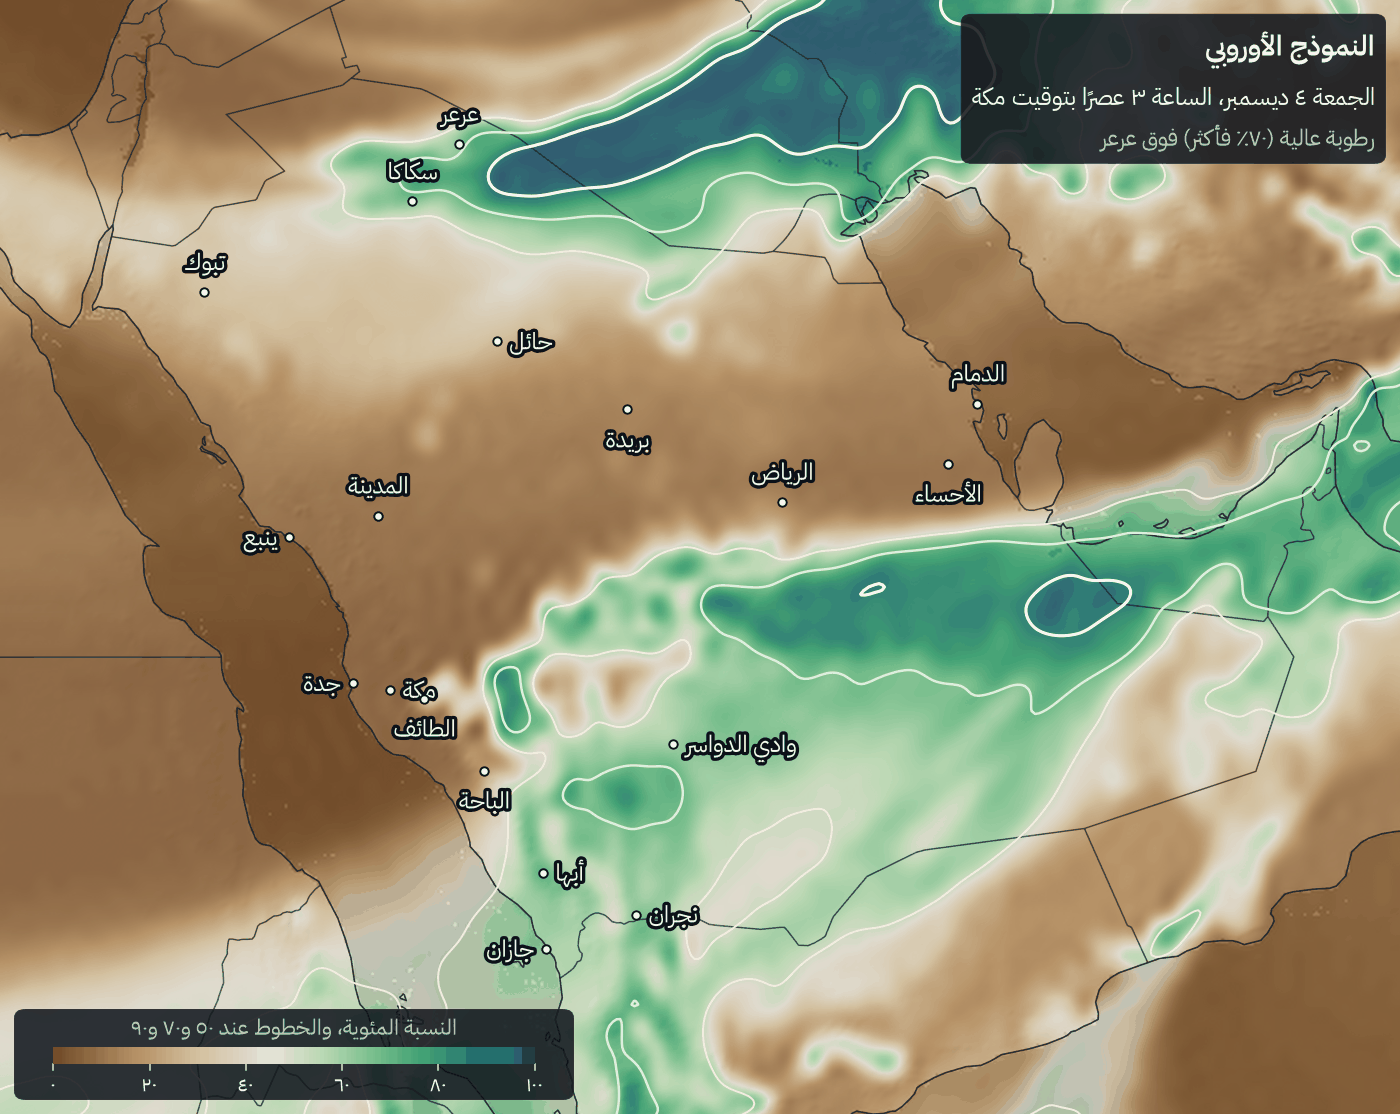 النموذج الأوروبي
الجمعة ٤ ديسمبر، الساعة ٣ عصرًا بتوقيت مكة
رطوبة عالية (٧٠٪ فأكثر) فوق عرعر
عرعر
سكاكا
تبوك
حائل
الدمام
بريدة
الرياض
المدينة
الأحساء
ينبع
جدة
مكة
الطائف
وادي الدواسر
الباحة
أبها
نجران
جازان
النسبة المئوية، والخطوط عند ٥٠ و٧٠ و٩٠
٠ ٢٠ ٤٠ ٦٠ ٨٠ ١٠٠